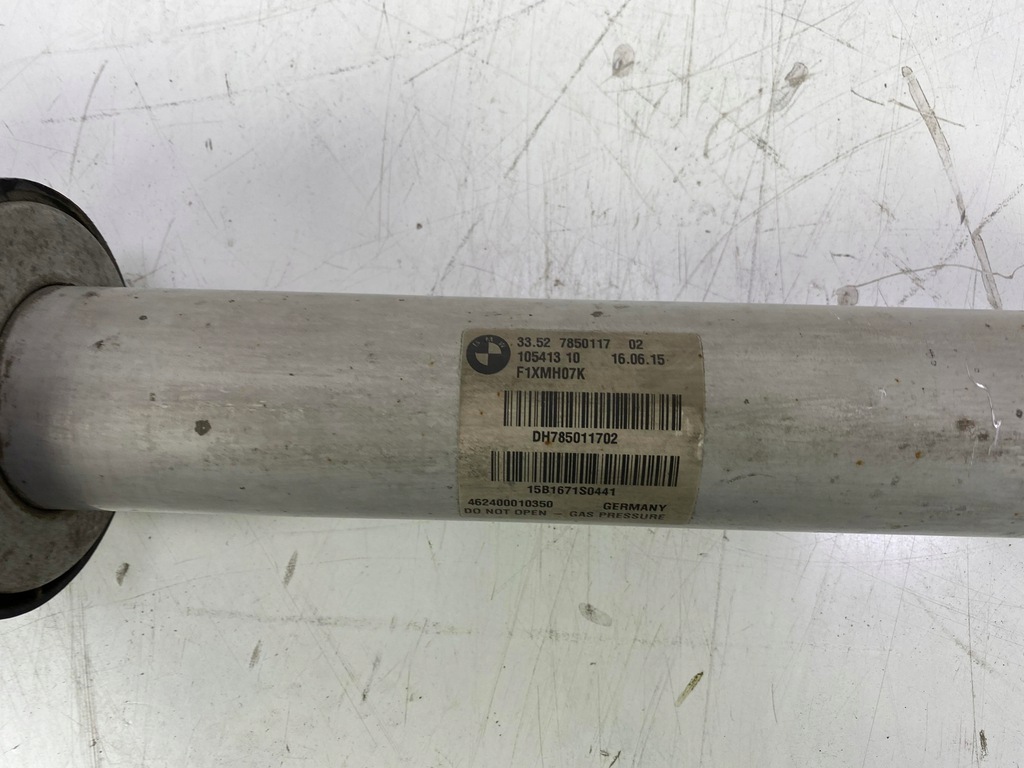 33.52 7850117 02
105413 10 16.06.15
F1XMH07K
DH785011702
15B1671S0441
462400010350 GERMANY
DO NOT OPEN - GAS PRESSURE